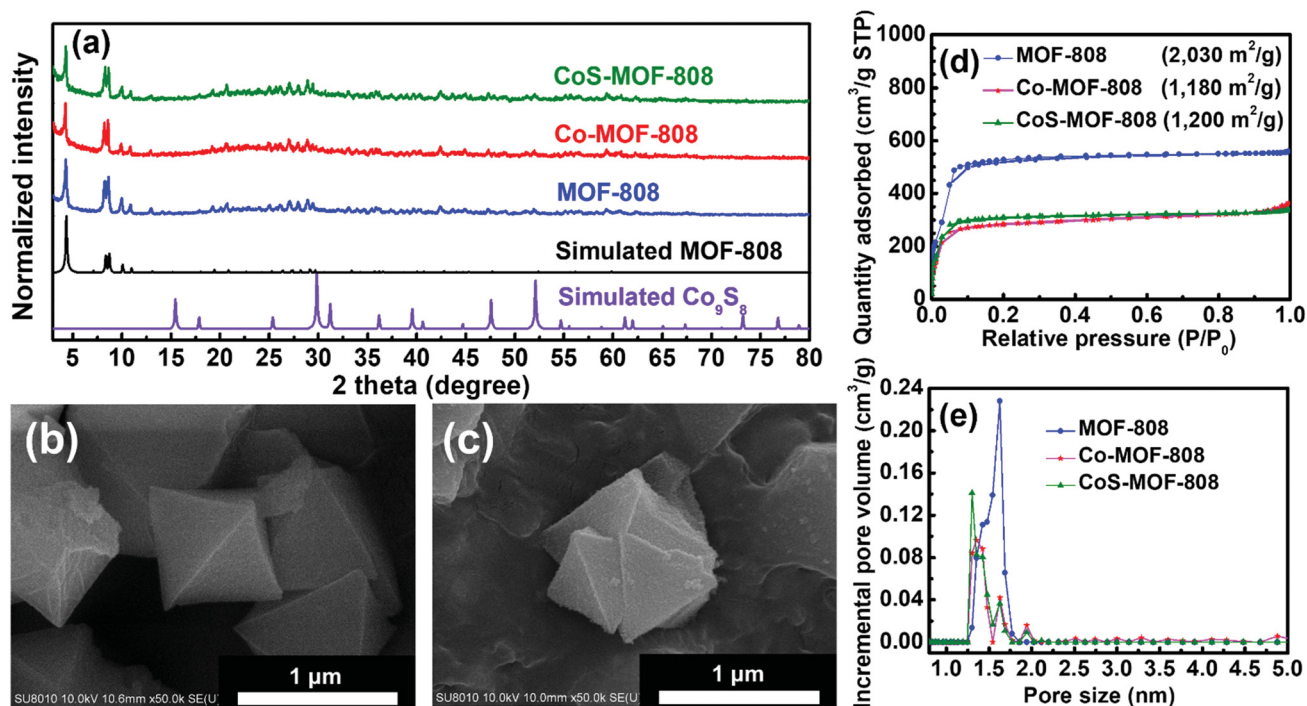 (a)
Normalized intensity
CoS-MOF-808
Co-MOF-808
MOF-808
Simulated MOF-808
Simulated Co₉S₈
5 10 15 20 25 30 35 40 45 50 55 60 65 70 75 80
2 theta (degree)
(b)
1 μm
SU8010 10.0kV 10.6mm x50.0k SE(U)
(c)
1 μm
SU8010 10.0kV 10.0mm x50.0k SE(U)
(d)
Quantity adsorbed (cm³/g STP)
1000
800
600
400
200
0
MOF-808 (2,030 m²/g)
Co-MOF-808 (1,180 m²/g)
CoS-MOF-808 (1,200 m²/g)
0.0 0.2 0.4 0.6 0.8 1.0
Relative pressure (P/P₀)
(e)
Incremental pore volume (cm³/g)
0.24
0.20
0.16
0.12
0.08
0.04
0.00
MOF-808
Co-MOF-808
CoS-MOF-808
1.0 1.5 2.0 2.5 3.0 3.5 4.0 4.5 5.0
Pore size (nm)